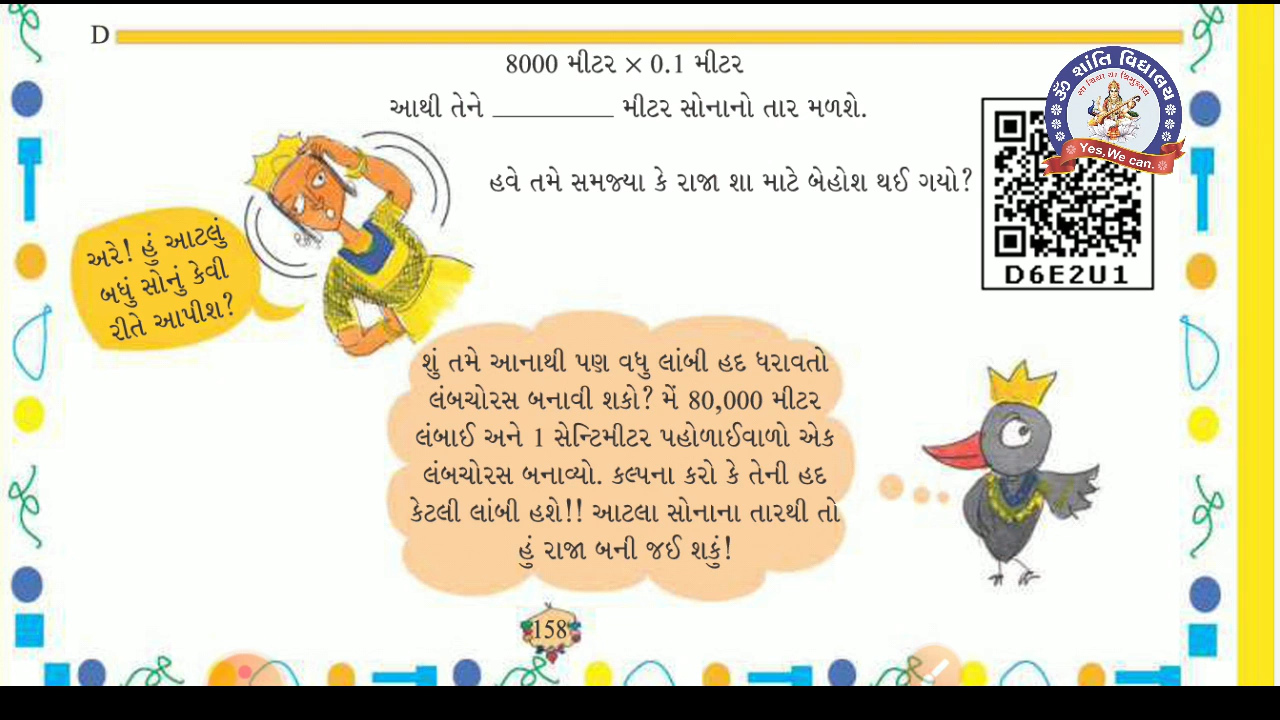 D
8000 મીટર × 0.1 મીટર
આથી તેને __________ મીટર સોનાનો તાર મળશે.
ૐ શાંતિ વિદ્યાલય
Yes,We can.
હવે તમે સમજ્યા કે રાજા શા માટે બેહોશ થઈ ગયો?
D6E2U1
અરે! હું આટલું
બધું સોનું કેવી
રીતે આપીશ?
શું તમે આનાથી પણ વધુ લાંબી હદ ધરાવતો
લંબચોરસ બનાવી શકો? મેં 80,000 મીટર
લંબાઈ અને 1 સેન્ટિમીટર પહોળાઈવાળો એક
લંબચોરસ બનાવ્યો. કલ્પના કરો કે તેની હદ
કેટલી લાંબી હશે!! આટલા સોનાના તારથી તો
હું રાજા બની જઈ શકું!
158